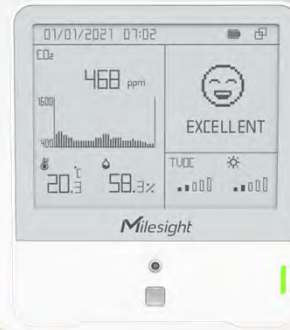 01/01/2021 07:02
CO₂
468 ppm
1600
400
EXCELLENT
20.3 ℃
58.3%
TVOC
Milesight